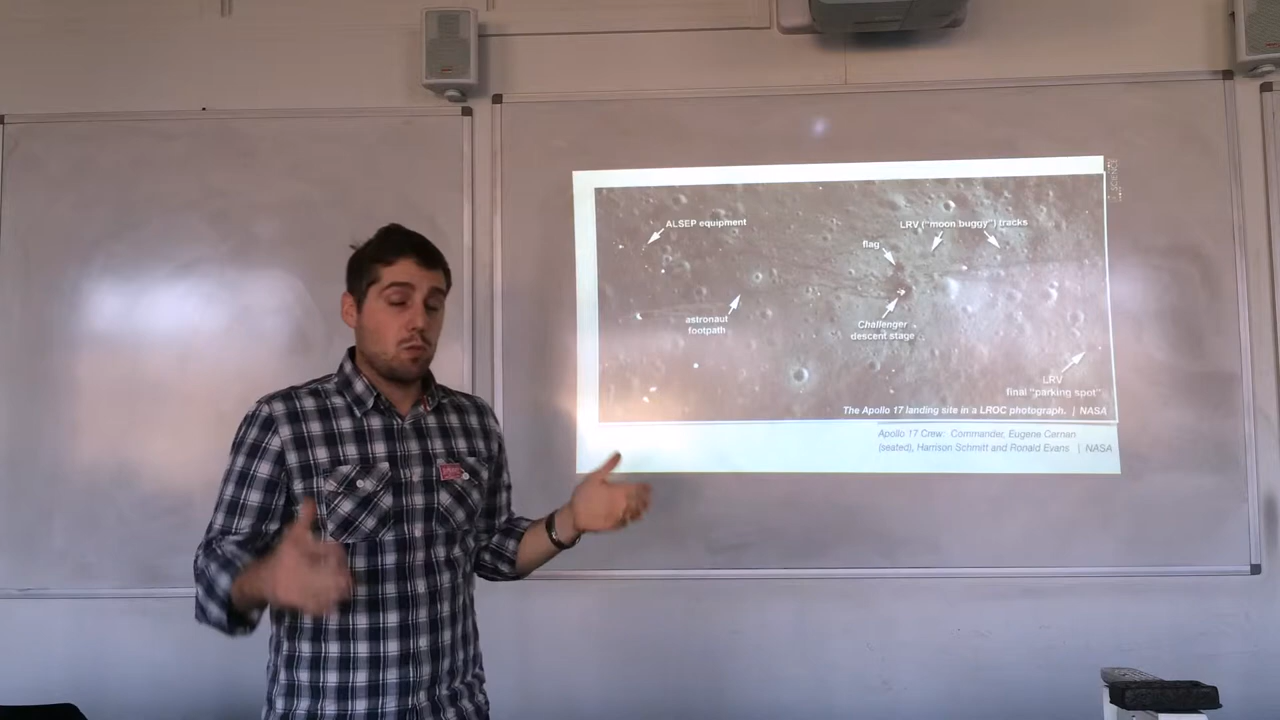 SCIENCE
ALSEP equipment
LRV ("moon buggy") tracks
flag
astronaut
footpath
Challenger
descent stage
LRV
final "parking spot"
The Apollo 17 landing site in a LROC photograph. | NASA
Apollo 17 Crew: Commander, Eugene Cernan
(seated), Harrison Schmitt and Ronald Evans | NASA